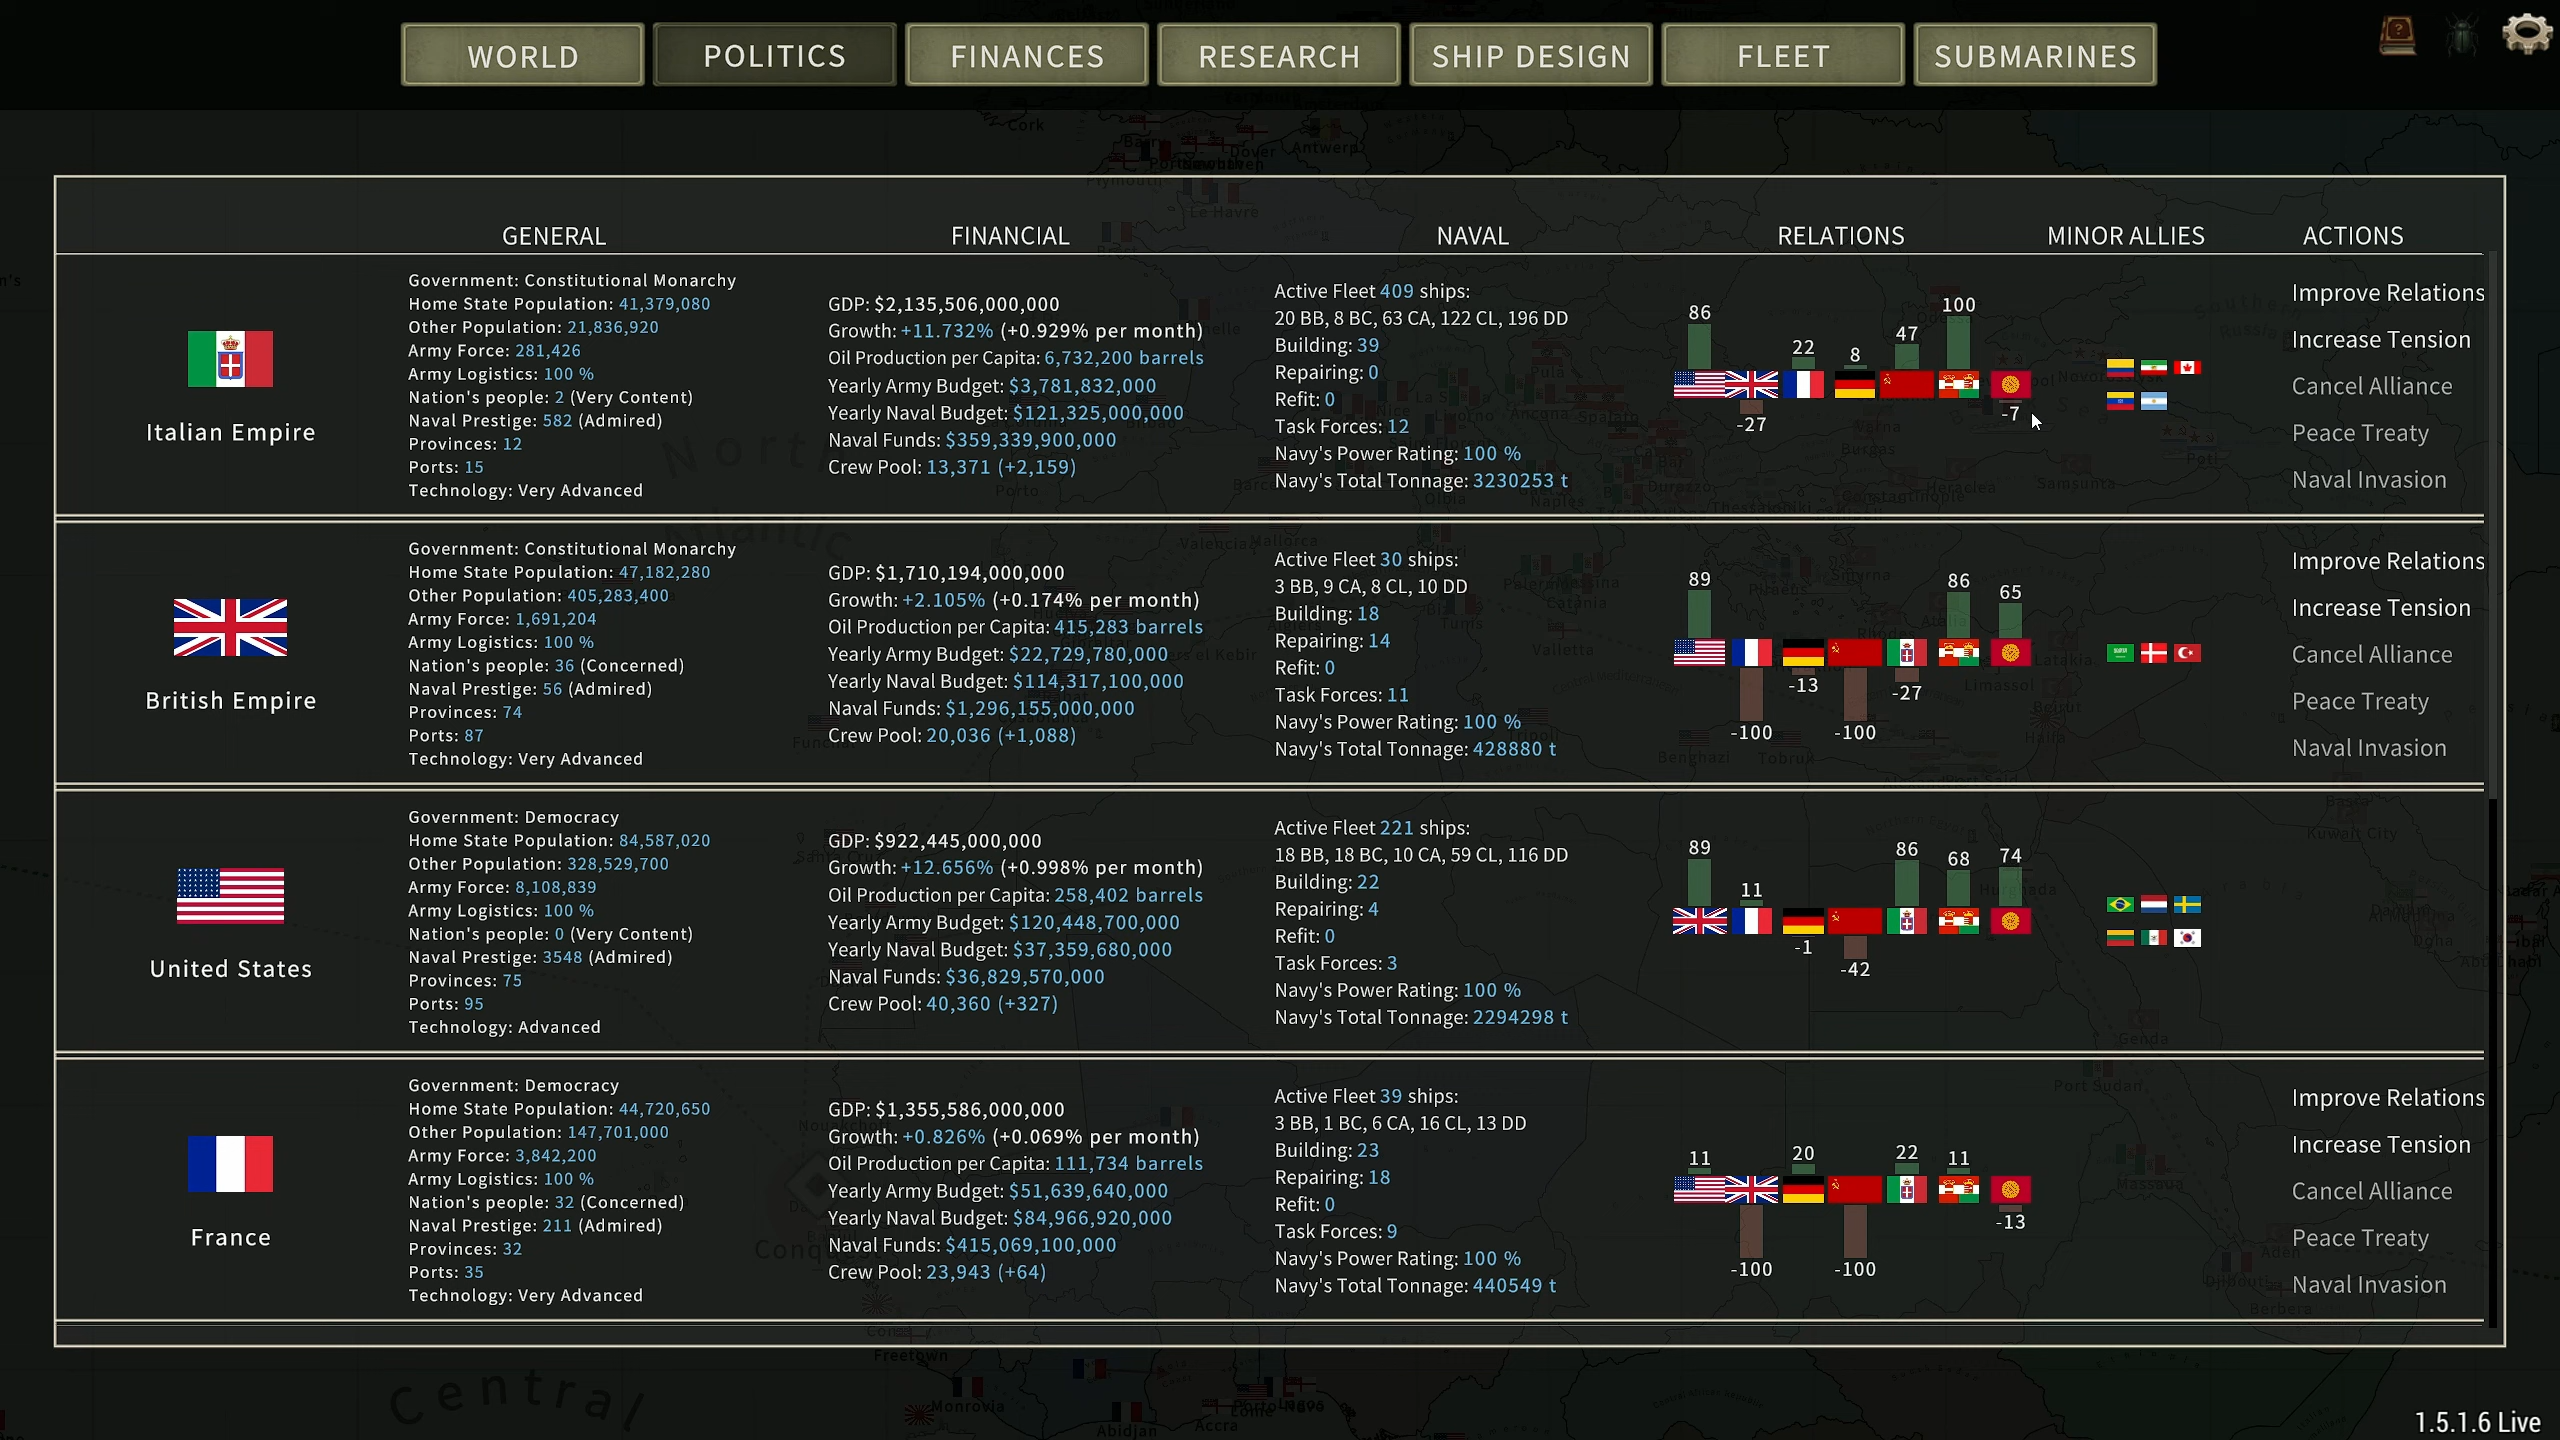 WORLD
POLITICS
FINANCES
RESEARCH
SHIP DESIGN
FLEET
SUBMARINES
GENERAL
FINANCIAL
NAVAL
RELATIONS
MINOR ALLIES
ACTIONS
Italian Empire
Government: Constitutional Monarchy
Home State Population: 41,379,080
Other Population: 21,836,920
Army Force: 281,426
Army Logistics: 100 %
Nation's people: 2 (Very Content)
Naval Prestige: 582 (Admired)
Provinces: 12
Ports: 15
Technology: Very Advanced
GDP: $2,135,506,000,000
Growth: +11.732% (+0.929% per month)
Oil Production per Capita: 6,732,200 barrels
Yearly Army Budget: $3,781,832,000
Yearly Naval Budget: $121,325,000,000
Naval Funds: $359,339,900,000
Crew Pool: 13,371 (+2,159)
Active Fleet 409 ships:
20 BB, 8 BC, 63 CA, 122 CL, 196 DD
Building: 39
Repairing: 0
Refit: 0
Task Forces: 12
Navy's Power Rating: 100 %
Navy's Total Tonnage: 3230253 t
86
-27
22
8
47
100
-7
Improve Relations
Increase Tension
Cancel Alliance
Peace Treaty
Naval Invasion
British Empire
Government: Constitutional Monarchy
Home State Population: 47,182,280
Other Population: 405,283,400
Army Force: 1,691,204
Army Logistics: 100 %
Nation's people: 36 (Concerned)
Naval Prestige: 56 (Admired)
Provinces: 74
Ports: 87
Technology: Very Advanced
GDP: $1,710,194,000,000
Growth: +2.105% (+0.174% per month)
Oil Production per Capita: 415,283 barrels
Yearly Army Budget: $22,729,780,000
Yearly Naval Budget: $114,317,100,000
Naval Funds: $1,296,155,000,000
Crew Pool: 20,036 (+1,088)
Active Fleet 30 ships:
3 BB, 9 CA, 8 CL, 10 DD
Building: 18
Repairing: 14
Refit: 0
Task Forces: 11
Navy's Power Rating: 100 %
Navy's Total Tonnage: 428880 t
89
-100
-13
-100
-27
86
65
Improve Relations
Increase Tension
Cancel Alliance
Peace Treaty
Naval Invasion
United States
Government: Democracy
Home State Population: 84,587,020
Other Population: 328,529,700
Army Force: 8,108,839
Army Logistics: 100 %
Nation's people: 0 (Very Content)
Naval Prestige: 3548 (Admired)
Provinces: 75
Ports: 95
Technology: Advanced
GDP: $922,445,000,000
Growth: +12.656% (+0.998% per month)
Oil Production per Capita: 258,402 barrels
Yearly Army Budget: $120,448,700,000
Yearly Naval Budget: $37,359,680,000
Naval Funds: $36,829,570,000
Crew Pool: 40,360 (+327)
Active Fleet 221 ships:
18 BB, 18 BC, 10 CA, 59 CL, 116 DD
Building: 22
Repairing: 4
Refit: 0
Task Forces: 3
Navy's Power Rating: 100 %
Navy's Total Tonnage: 2294298 t
89
11
-1
-42
86
68
74
France
Government: Democracy
Home State Population: 44,720,650
Other Population: 147,701,000
Army Force: 3,842,200
Army Logistics: 100 %
Nation's people: 32 (Concerned)
Naval Prestige: 211 (Admired)
Provinces: 32
Ports: 35
Technology: Very Advanced
GDP: $1,355,586,000,000
Growth: +0.826% (+0.069% per month)
Oil Production per Capita: 111,734 barrels
Yearly Army Budget: $51,639,640,000
Yearly Naval Budget: $84,966,920,000
Naval Funds: $415,069,100,000
Crew Pool: 23,943 (+64)
Active Fleet 39 ships:
3 BB, 1 BC, 6 CA, 16 CL, 13 DD
Building: 23
Repairing: 18
Refit: 0
Task Forces: 9
Navy's Power Rating: 100 %
Navy's Total Tonnage: 440549 t
11
-100
20
-100
22
11
-13
Improve Relations
Increase Tension
Cancel Alliance
Peace Treaty
Naval Invasion
Cork
Dover
Antwerp
Plymouth
Le Havre
Valletta
Benghazi
Tobruk
Kuwait City
Genda
Port Sudan
Massaua
Berbera
Freetown
Monrovia
Abidjan
Accra
Central
1.5.1.6 Live